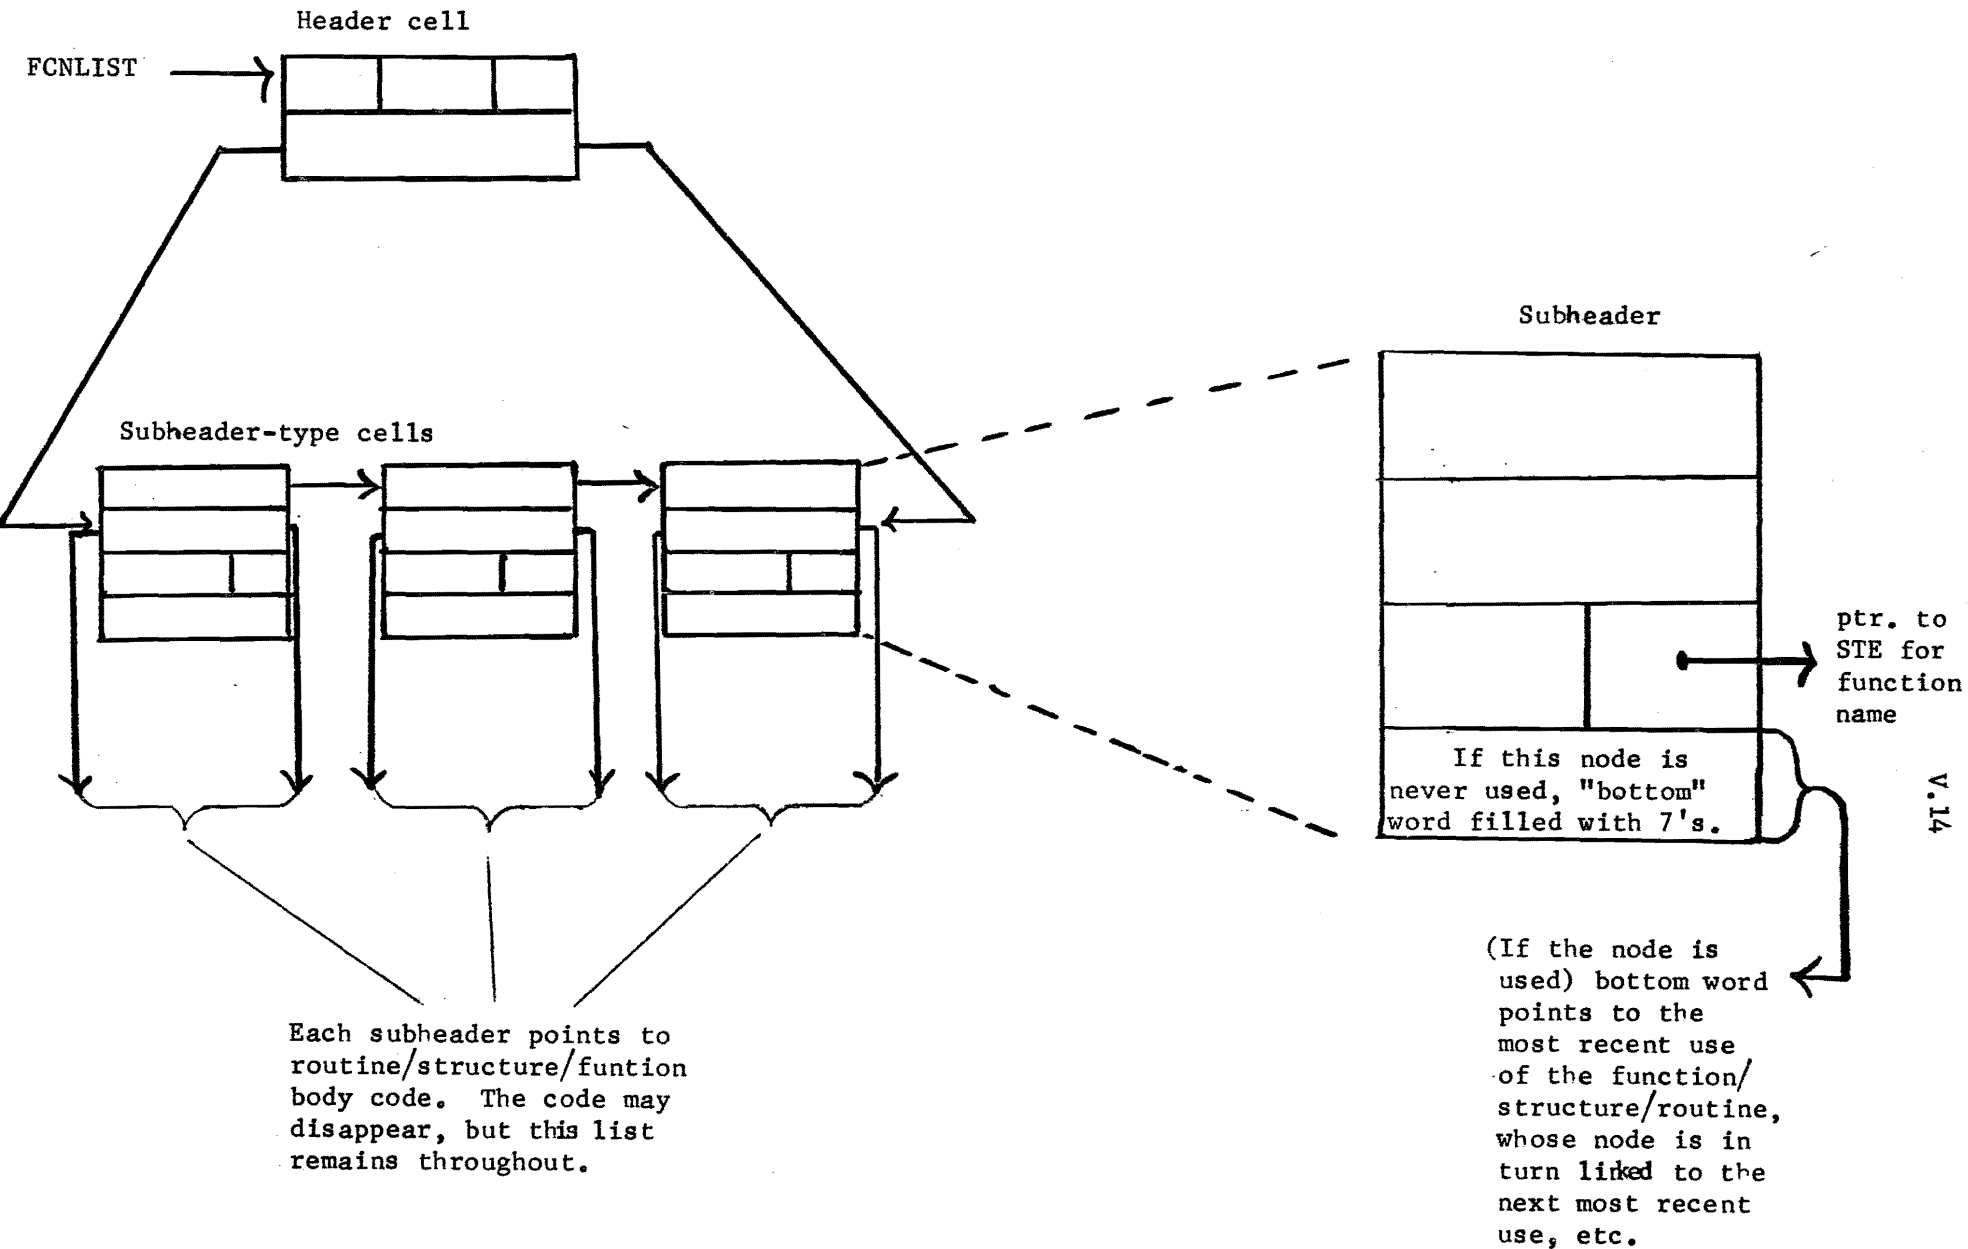 Header cell
FCNLIST
Subheader-type cells
Each subheader points to
routine/structure/funtion
body code. The code may
disappear, but this list
remains throughout.
Subheader
ptr. to
STE for
function
name
If this node is
never used, "bottom"
word filled with 7's.
(If the node is
used) bottom word
points to the
most recent use
of the function/
structure/routine,
whose node is in
turn linked to the
next most recent
use, etc.
V.14